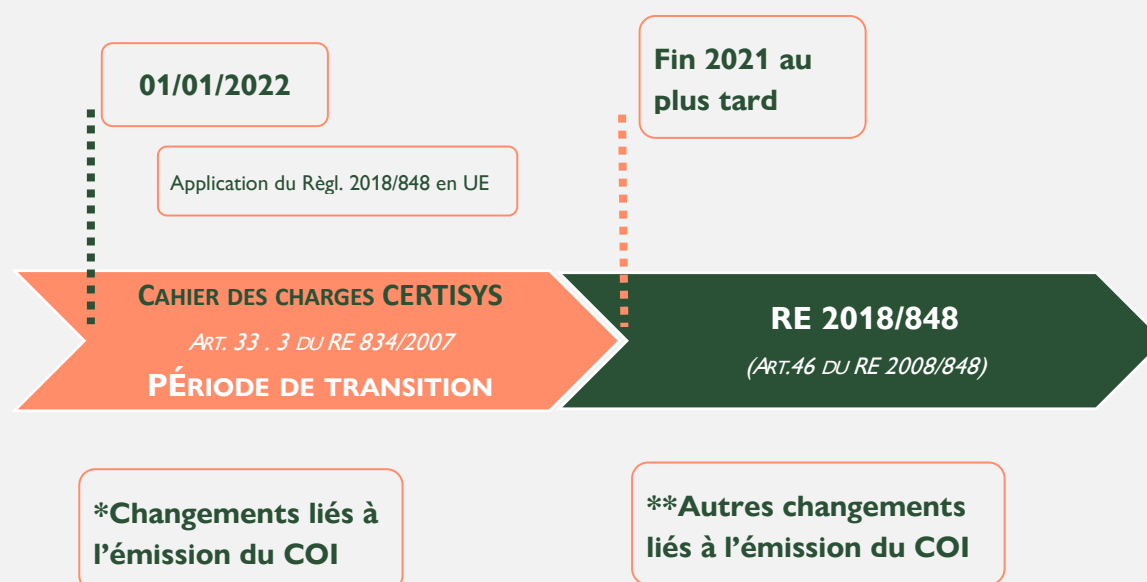 01/01/2022
Fin 2021 au
plus tard
Application du Règl. 2018/848 en UE
CAHIER DES CHARGES CERTISYS
ART. 33 . 3 DU RE 834/2007
PÉRIODE DE TRANSITION
RE 2018/848
(ART.46 DU RE 2008/848)
*Changements liés à
l’émission du COI
**Autres changements
liés à l’émission du COI